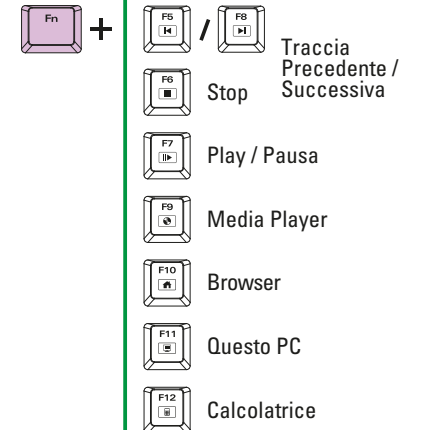 Fn + F5 / F8 Traccia
Precedente /
Successiva
F6 Stop
F7 Play / Pausa
F9 Media Player
F10 Browser
F11 Questo PC
F12 Calcolatrice